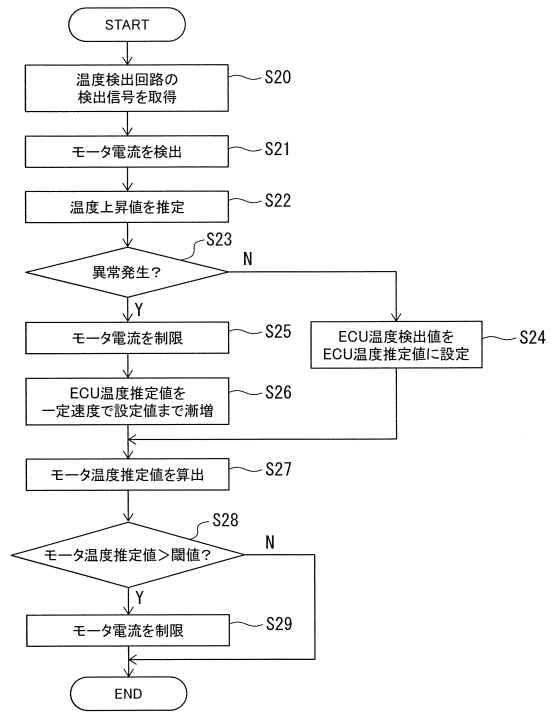 START
温度検出回路の
検出信号を取得
S20
モータ電流を検出
S21
温度上昇値を推定
S22
異常発生?
S23
N
Y
ECU温度検出値を
ECU温度推定値に設定
S24
モータ電流を制限
S25
ECU温度推定値を
一定速度で設定値まで漸増
S26
モータ温度推定値を算出
S27
モータ温度推定値>閾値?
S28
N
Y
モータ電流を制限
S29
END